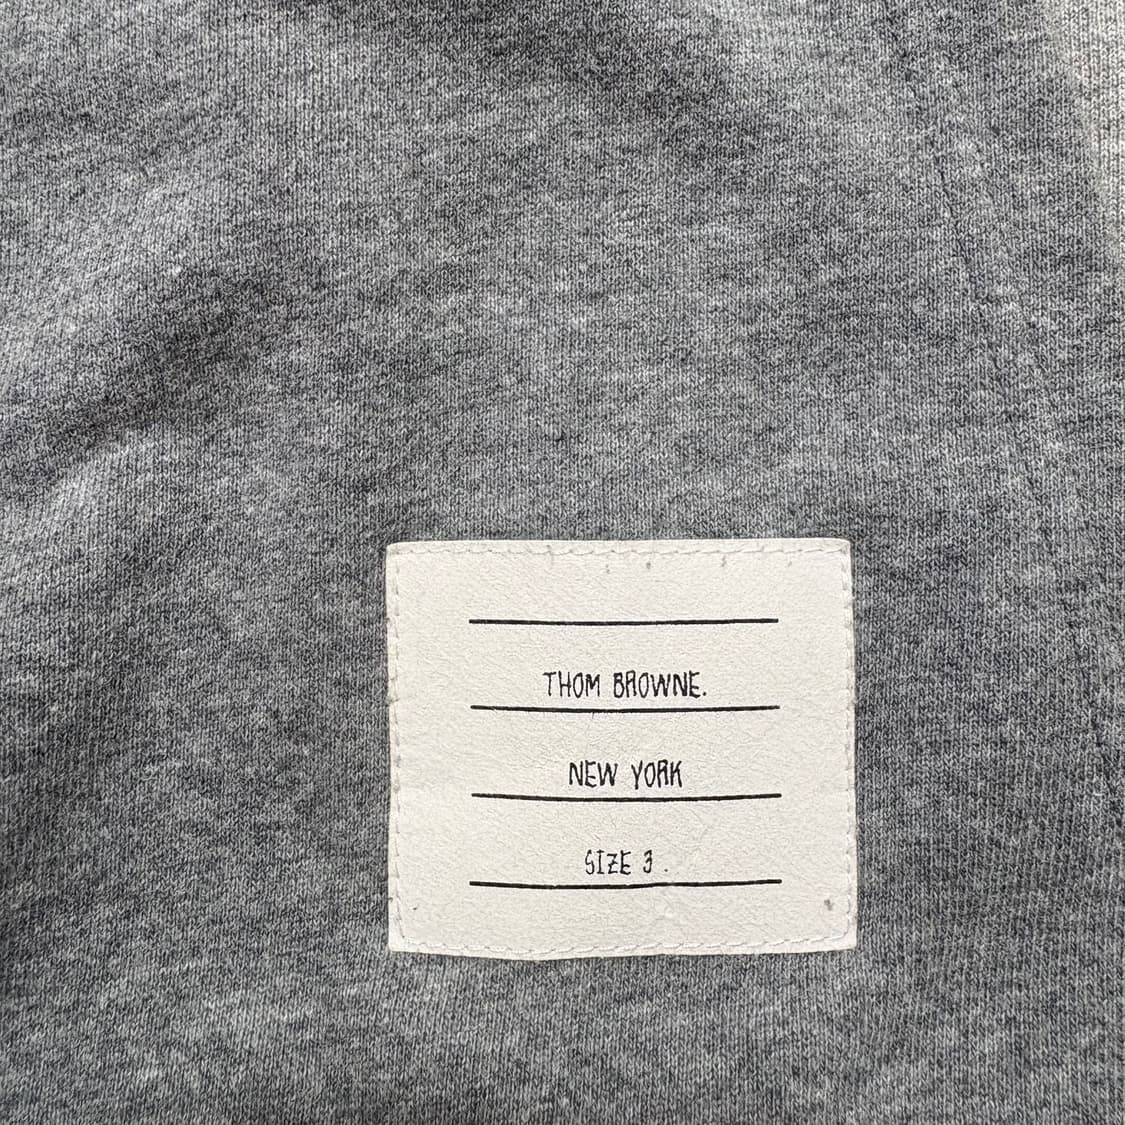 THOM BROWNE.
NEW YORK
SIZE 3.